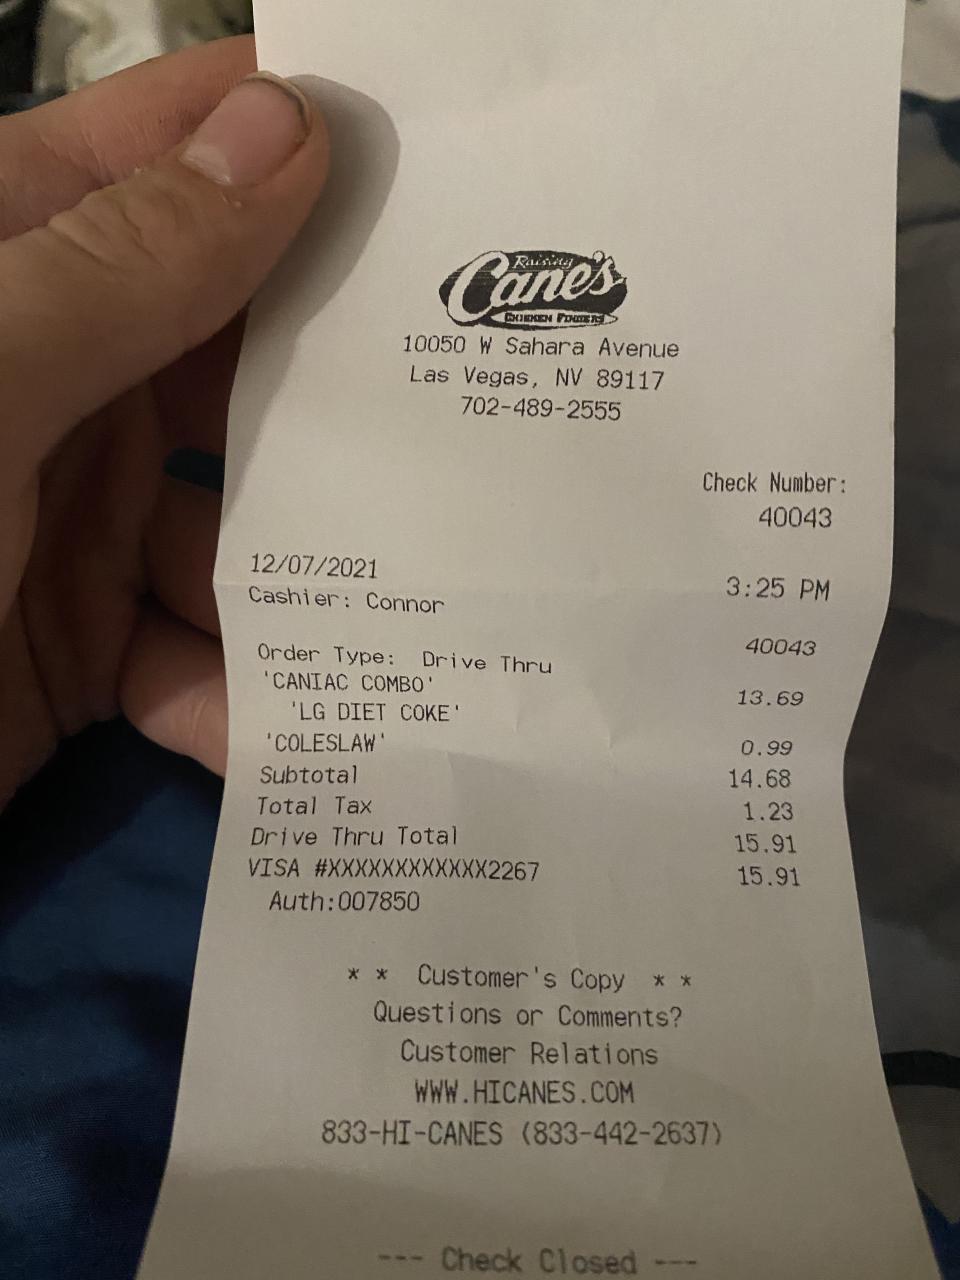 Raising
Cane's
CHICKEN FINGERS
10050 W Sahara Avenue
Las Vegas, NV 89117
702-489-2555
Check Number:
40043
12/07/2021 3:25 PM
Cashier: Connor
40043
Order Type: Drive Thru
'CANIAC COMBO' 13.69
'LG DIET COKE'
'COLESLAW' 0.99
Subtotal 14.68
Total Tax 1.23
Drive Thru Total 15.91
VISA #XXXXXXXXXXXX2267 15.91
Auth:007850
* * Customer's Copy * *
Questions or Comments?
Customer Relations
WWW.HICANES.COM
833-HI-CANES (833-442-2637)
--- Check Closed ---